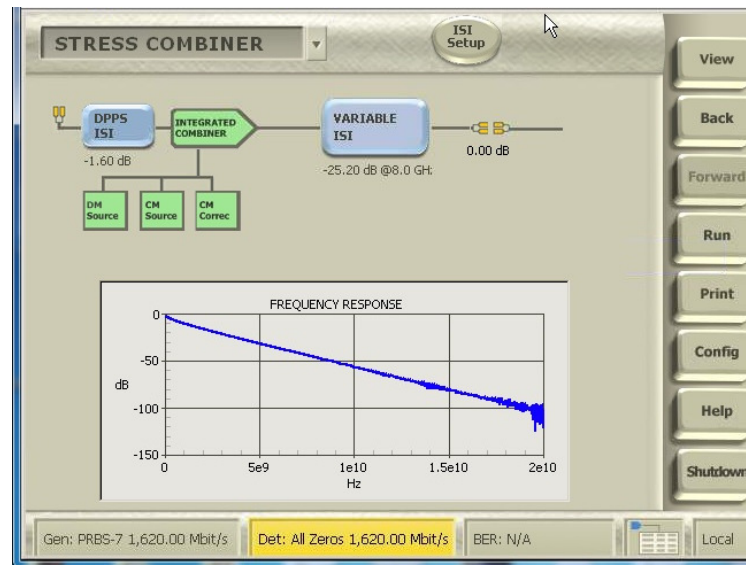 STRESS COMBINER
ISI
Setup
View
Back
Forward
Run
Print
Config
Help
Shutdown
DPPS
ISI
-1.60 dB
INTEGRATED
COMBINER
VARIABLE
ISI
-25.20 dB @8.0 GH:
0.00 dB
DM
Source
CM
Source
CM
Correc
FREQUENCY RESPONSE
0
-50
dB
-100
-150
0
5e9
1e10
1.5e10
2e10
Hz
Gen: PRBS-7 1,620.00 Mbit/s
Det: All Zeros 1,620.00 Mbit/s
BER: N/A
Local